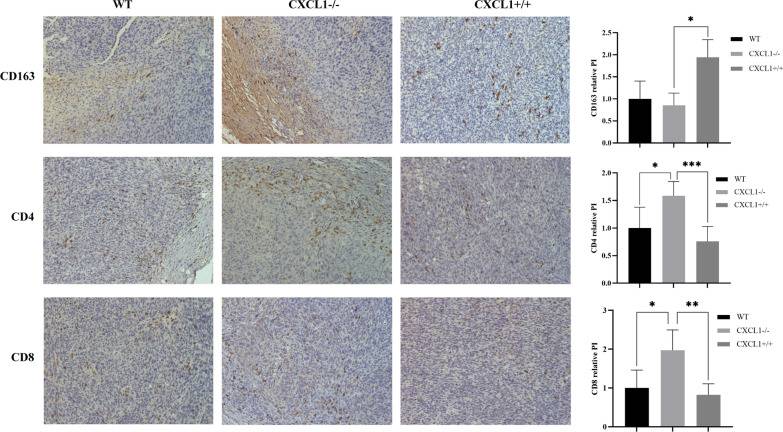 WT
CXCL1-/-
CXCL1+/+
CD163
CD4
CD8
CD163 relative PI
2.5
2.0
1.5
1.0
0.5
0.0
*
WT
CXCL1-/-
CXCL1+/+
CD4 relative PI
2.0
1.5
1.0
0.5
0.0
*
***
WT
CXCL1-/-
CXCL1+/+
CD8 relative PI
3
2
1
0
*
**
WT
CXCL1-/-
CXCL1+/+